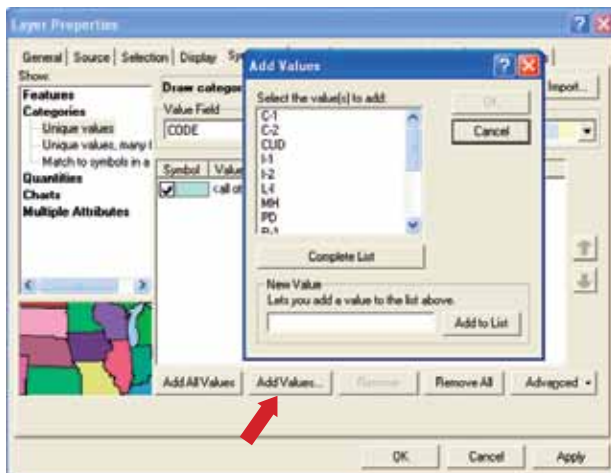 Layer Properties
General Source Selection Display
Show:
Features
Categories
Unique values
Unique values, many
Match to symbols in a
Quantities
Charts
Multiple Attributes
Draw categor
Import...
Value Field
CODE
Symbol Value
<all ot
Add Values
Select the value(s) to add:
OK
Cancel
C-1
C-2
CUD
I-1
I-2
L-I
MH
PD
Complete List
New Value
Lets you add a value to the list above.
Add to List
Add All Values Add Values... Remove Remove All Advanced
OK Cancel Apply